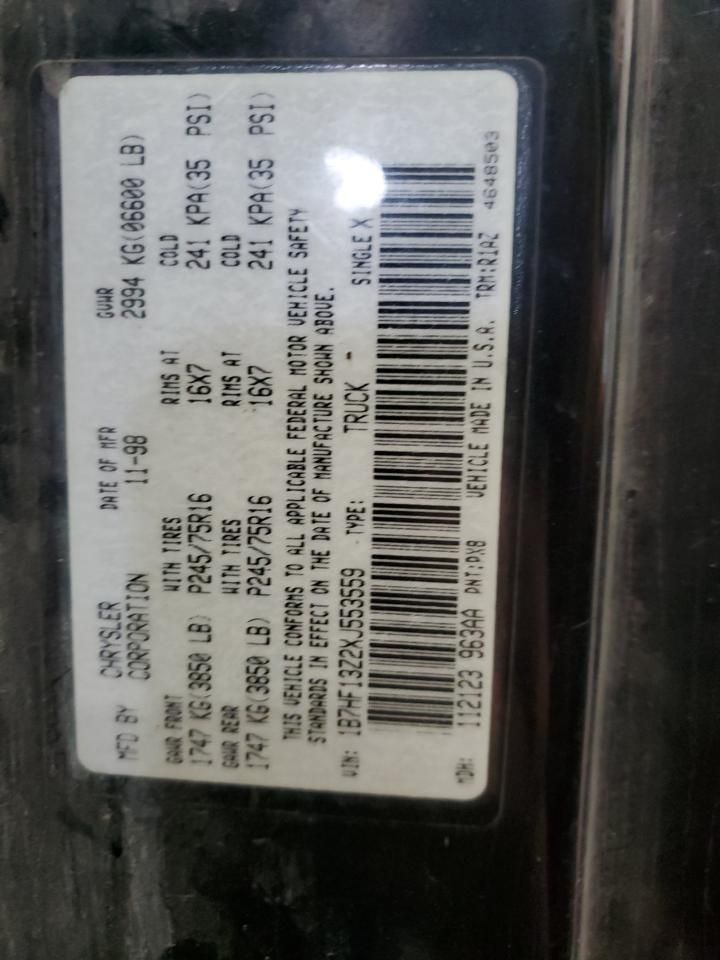 MFD BY CHRYSLER CORPORATION DATE OF MFR 11-98 GVWR 2994 KG(06600 LB)
GAWR FRONT WITH TIRES RIMS AT COLD
1747 KG(3850 LB) P245/75R16 16X7 241 KPA(35 PSI)
GAWR REAR WITH TIRES RIMS AT COLD
1747 KG(3850 LB) P245/75R16 16X7 241 KPA(35 PSI)
THIS VEHICLE CONFORMS TO ALL APPLICABLE FEDERAL MOTOR VEHICLE SAFETY
STANDARDS IN EFFECT ON THE DATE OF MANUFACTURE SHOWN ABOVE.
VIN: 1B7HF13Z2XJ553559 TYPE: TRUCK - SINGLE X
MDH: 112123 963AA PNT:PX8 VEHICLE MADE IN U.S.A. TRM:R1AZ 4648503